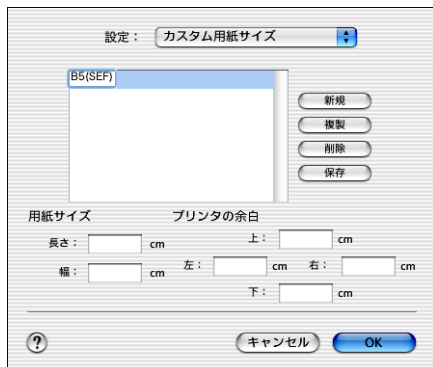 設定： カスタム用紙サイズ
B5(SEF)
新規
複製
削除
保存
用紙サイズ プリンタの余白
長さ： cm
幅： cm
上： cm
左： cm 右： cm
下： cm
? キャンセル OK